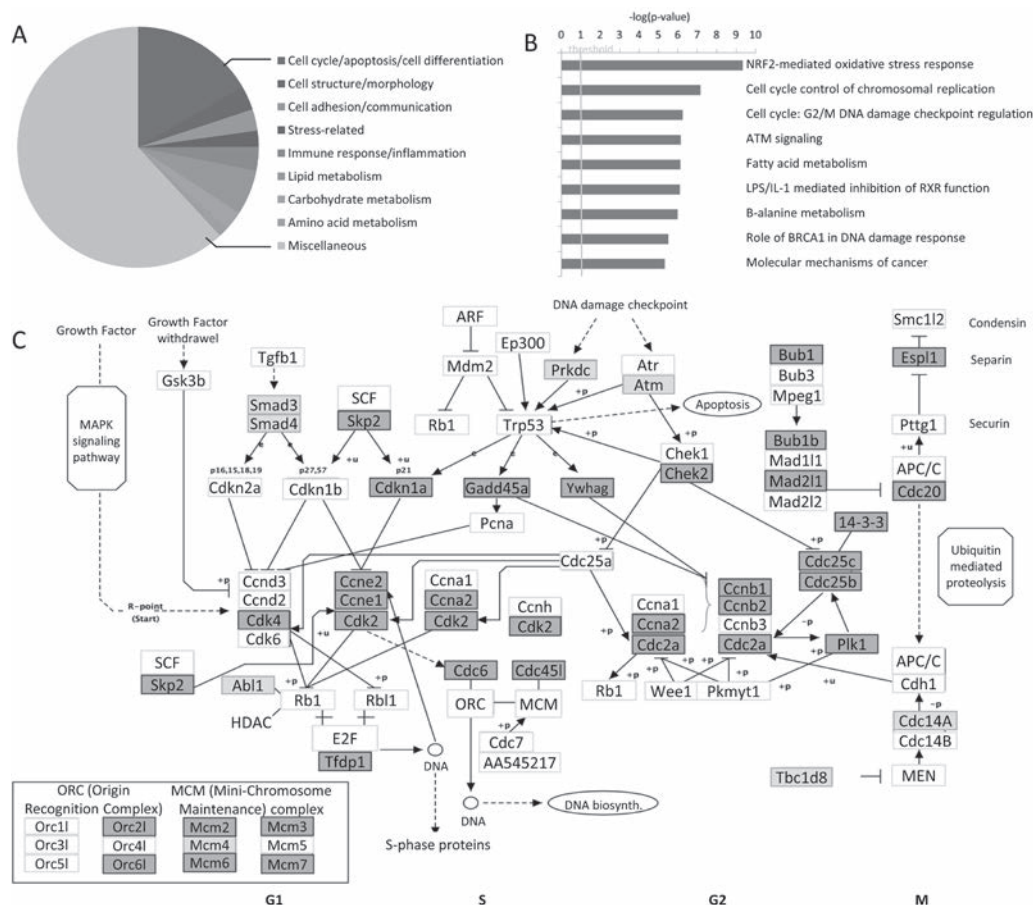 A
Cell cycle/apoptosis/cell differentiation
Cell structure/morphology
Cell adhesion/communication
Stress-related
Immune response/inflammation
Lipid metabolism
Carbohydrate metabolism
Amino acid metabolism
Miscellaneous
B
-log(p-value)
0 1 2 3 4 5 6 7 8 9 10
threshold
NRF2-mediated oxidative stress response
Cell cycle control of chromosomal replication
Cell cycle: G2/M DNA damage checkpoint regulation
ATM signaling
Fatty acid metabolism
LPS/IL-1 mediated inhibition of RXR function
B-alanine metabolism
Role of BRCA1 in DNA damage response
Molecular mechanisms of cancer
C
Growth Factor
Growth Factor
withdrawel
Gsk3b
MAPK
signaling
pathway
Tgfb1
Smad3
Smad4
e
e
SCF
Skp2
+u
+u
p16,15,18,19
p27,57
p21
Cdkn2a
Cdkn1b
Cdkn1a
ARF
Mdm2
Rb1
Ep300
Trp53
DNA damage checkpoint
Prkdc
Atr
Atm
+p
+p
+p
Apoptosis
Chek1
Chek2
e
e
e
Gadd45a
Ywhag
Pcna
+p
Cdc25a
Bub1
Bub3
Mpeg1
Bub1b
Mad1l1
Mad2l1
Mad2l2
Smc1l2
Condensin
Espl1
Separin
Pttg1
Securin
+u
APC/C
Cdc20
14-3-3
+p
Cdc25c
Cdc25b
Ubiquitin
mediated
proteolysis
+p
R-point
(Start)
Ccnd3
Ccnd2
Cdk4
Cdk6
Ccne2
Ccne1
Cdk2
+u
Ccna1
Ccna2
Cdk2
Ccnh
Cdk2
Ccna1
Ccna2
Cdc2a
Ccnb1
Ccnb2
Ccnb3
Cdc2a
-p
+p
Plk1
+u
SCF
Skp2
Abl1
HDAC
+p
Rb1
+p
Rbl1
E2F
Tfdp1
DNA
S-phase proteins
Cdc6
Cdc45l
ORC
MCM
+p
Cdc7
AA545217
DNA
DNA biosynth.
+p
Rb1
+p
Wee1
+p
Pkmyt1
+p
APC/C
Cdh1
-p
Cdc14A
Cdc14B
Tbc1d8
MEN
ORC (Origin
Recognition Complex)
Orc1l
Orc2l
Orc3l
Orc4l
Orc5l
Orc6l
MCM (Mini-Chromosome
Maintenance) complex
Mcm2
Mcm3
Mcm4
Mcm5
Mcm6
Mcm7
G1
S
G2
M